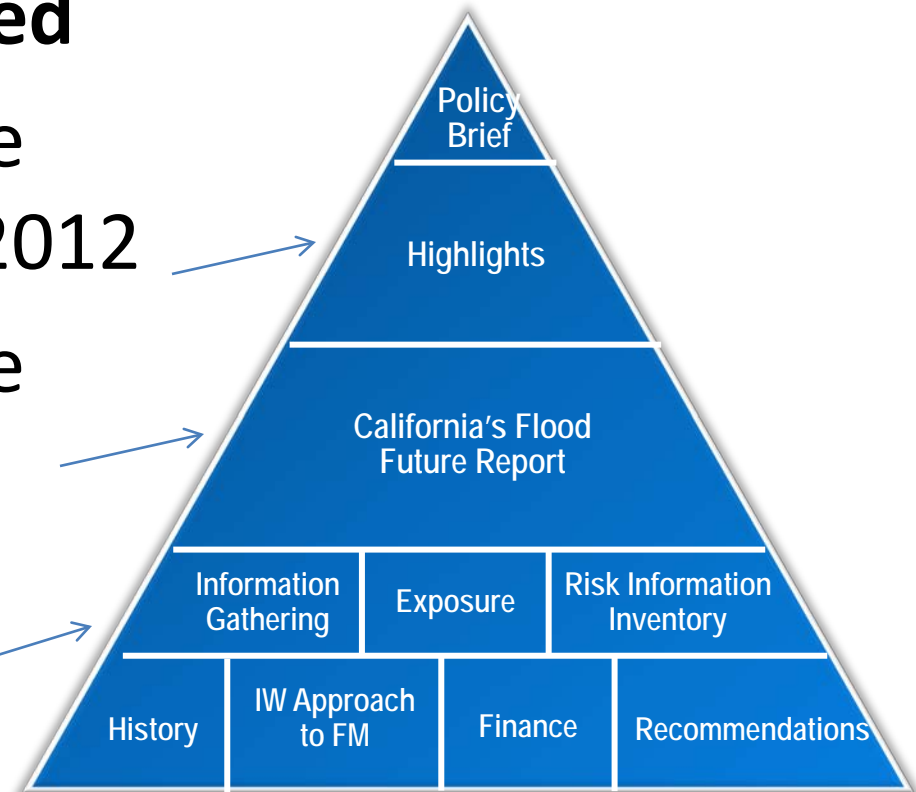 ed
e
2012
e
Policy
Brief
Highlights
California's Flood
Future Report
Information
Gathering
Exposure
Risk Information
Inventory
History
IW Approach
to FM
Finance
Recommendations